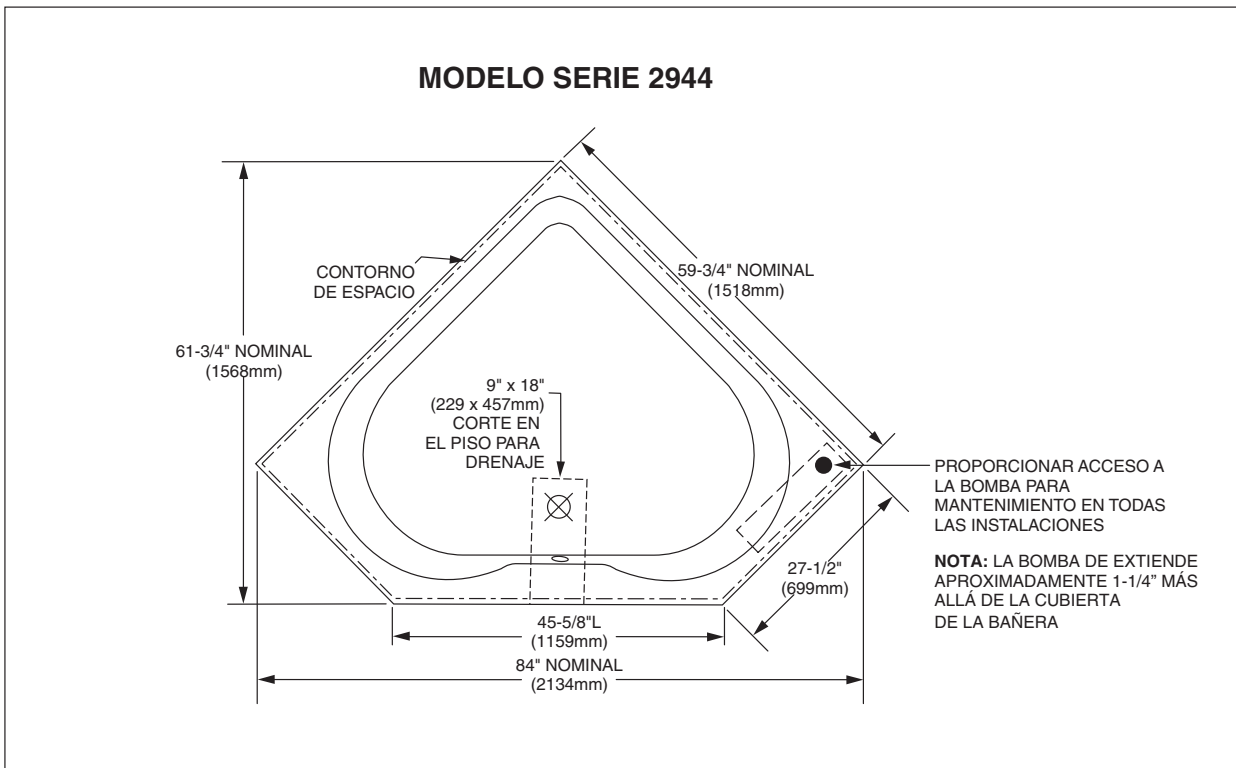 MODELO SERIE 2944
CONTORNO
DE ESPACIO
59-3/4" NOMINAL
(1518mm)
61-3/4" NOMINAL
(1568mm)
9" x 18"
(229 x 457mm)
CORTE EN
EL PISO PARA
DRENAJE
PROPORCIONAR ACCESO A
LA BOMBA PARA
MANTENIMIENTO EN TODAS
LAS INSTALACIONES
NOTA: LA BOMBA DE EXTIENDE
APROXIMADAMENTE 1-1/4” MÁS
ALLÁ DE LA CUBIERTA
DE LA BAÑERA
27-1/2"
(699mm)
45-5/8"L
(1159mm)
84" NOMINAL
(2134mm)